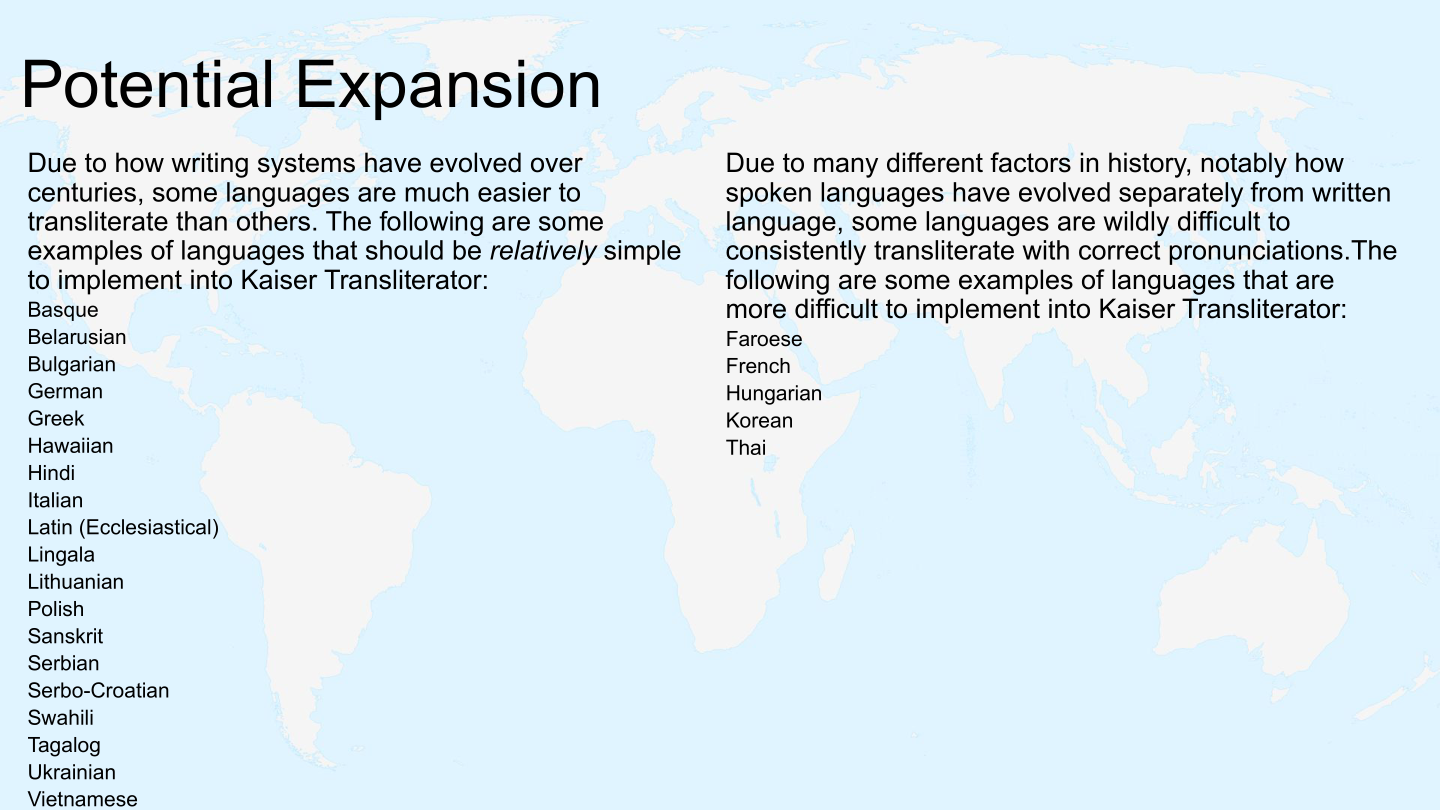 Potential Expansion
Due to how writing systems have evolved over
centuries, some languages are much easier to
transliterate than others. The following are some
examples of languages that should be relatively simple
to implement into Kaiser Transliterator:
Basque
Belarusian
Bulgarian
German
Greek
Hawaiian
Hindi
Italian
Latin (Ecclesiastical)
Lingala
Lithuanian
Polish
Sanskrit
Serbian
Serbo-Croatian
Swahili
Tagalog
Ukrainian
Vietnamese
Due to many different factors in history, notably how
spoken languages have evolved separately from written
language, some languages are wildly difficult to
consistently transliterate with correct pronunciations.The
following are some examples of languages that are
more difficult to implement into Kaiser Transliterator:
Faroese
French
Hungarian
Korean
Thai